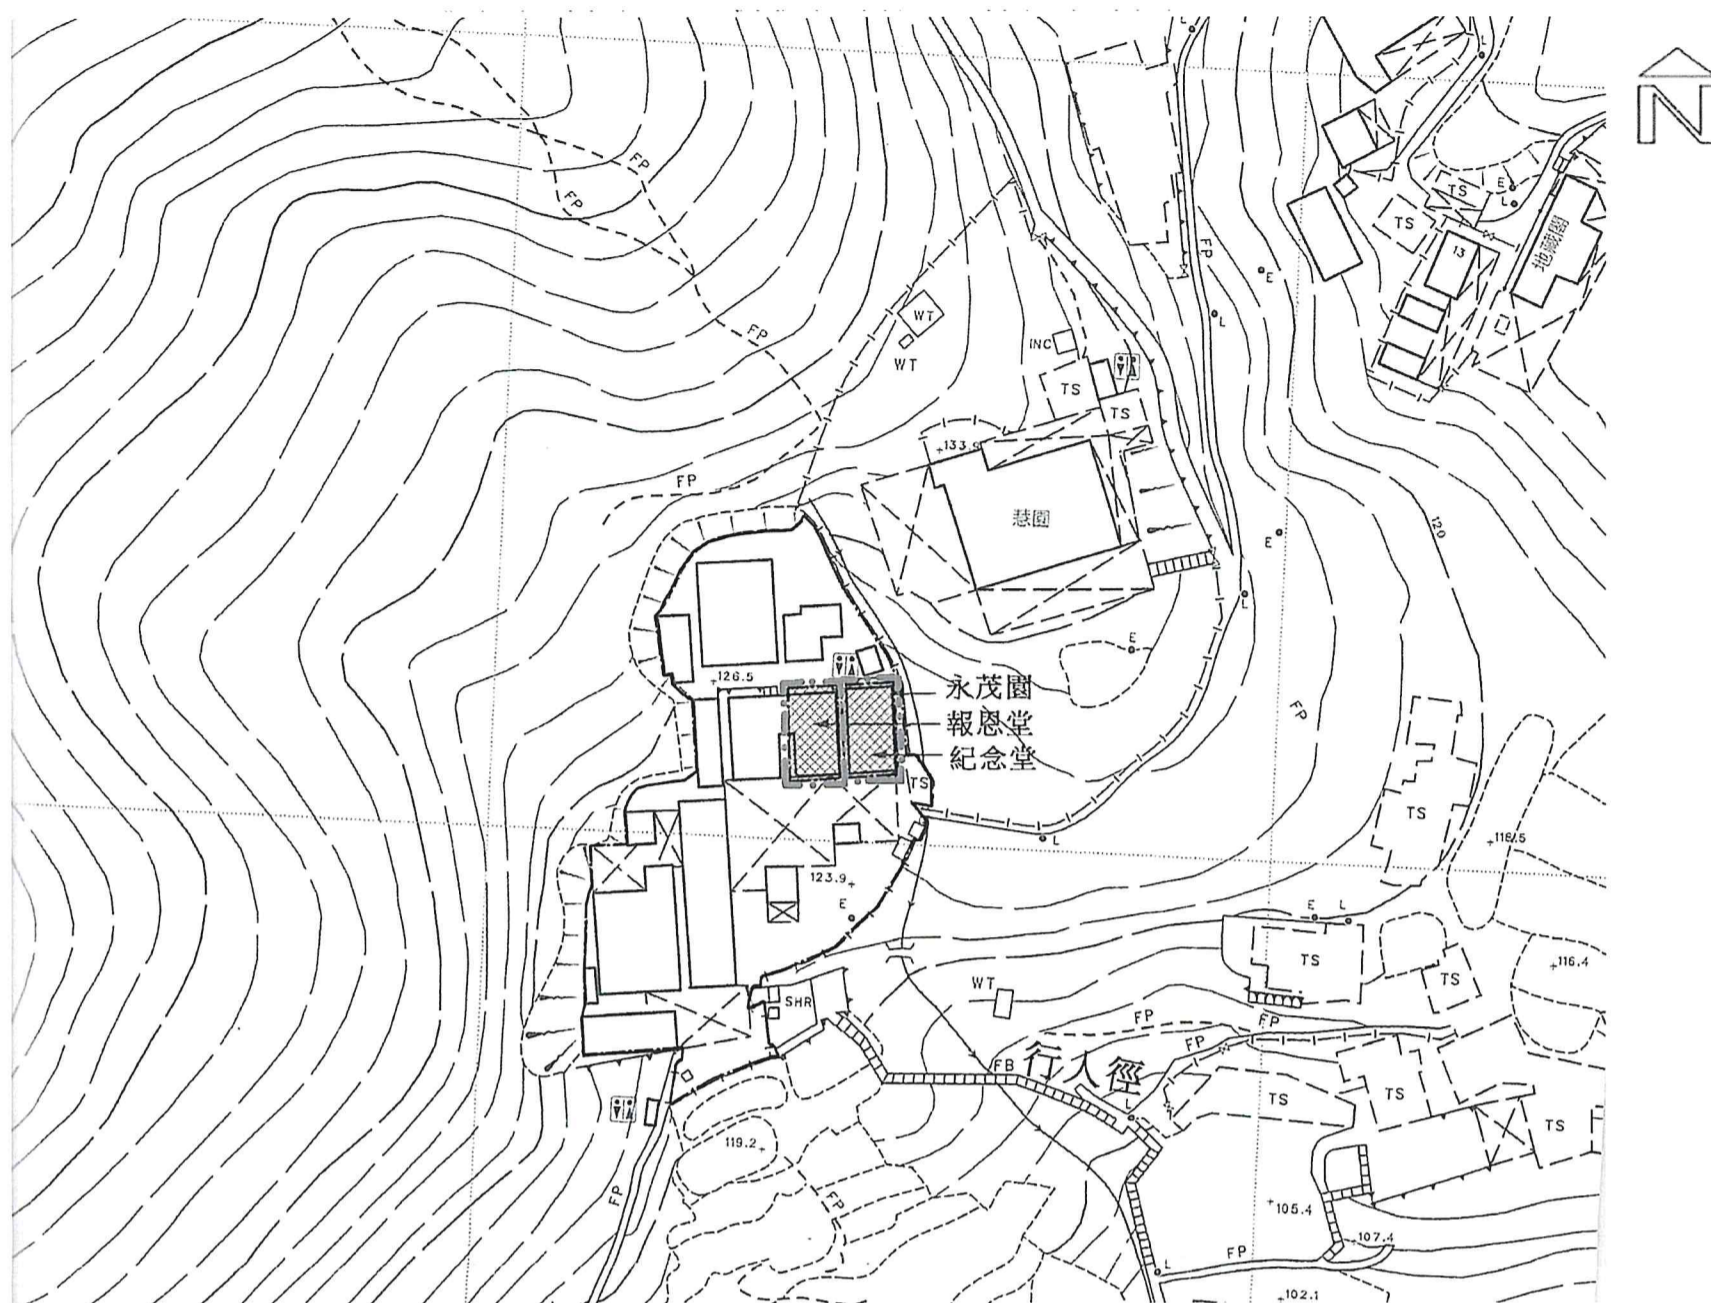 L
N
FP
FP
TS
E
L
TS
地藏閣
13
FP
E
L
FP
WT
WT
INC
TS
TS
133.9
FP
慧園
120
E
L
E
126.5
永茂園
報恩堂
紀念堂
FP
TS
TS
L
116.5
123.9
E
E
L
TS
TS
116.4
WT
SHR
FP
FP
FP
FB
行人徑
L
TS
TS
TS
119.2
FP
FP
105.4
107.4
FP
L
102.1